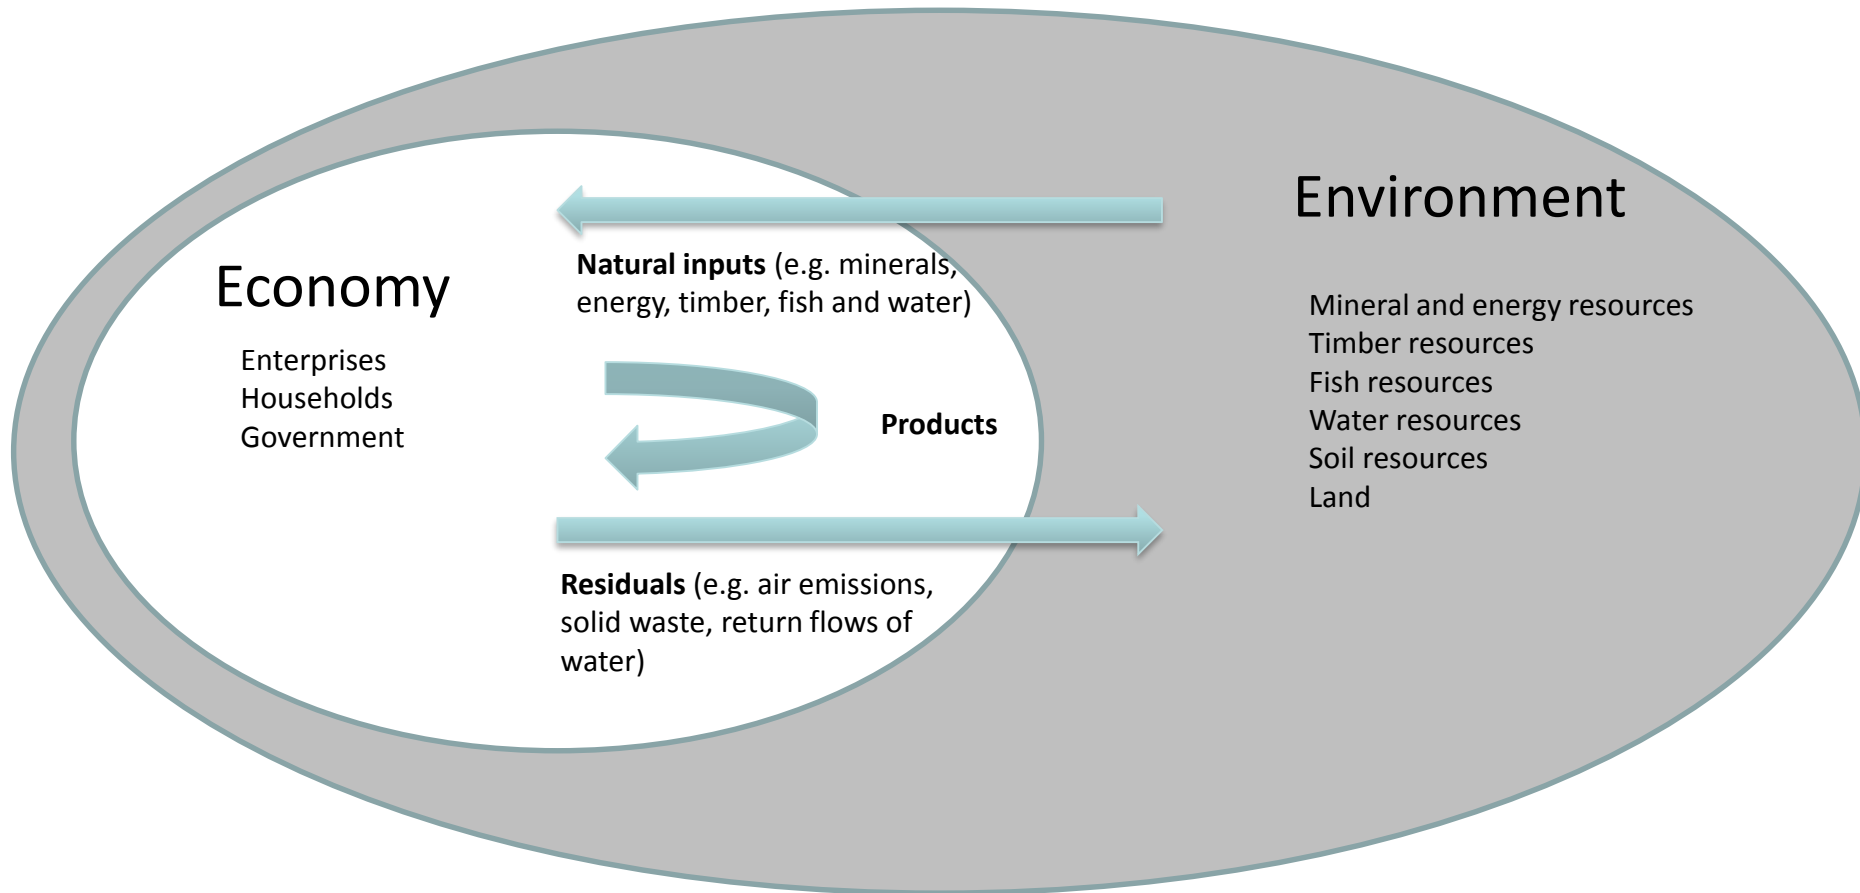 Environment
Economy
Natural inputs (e.g. minerals,
energy, timber, fish and water)
Enterprises
Households
Government
Products
Mineral and energy resources
Timber resources
Fish resources
Water resources
Soil resources
Land
Residuals (e.g. air emissions,
solid waste, return flows of
water)